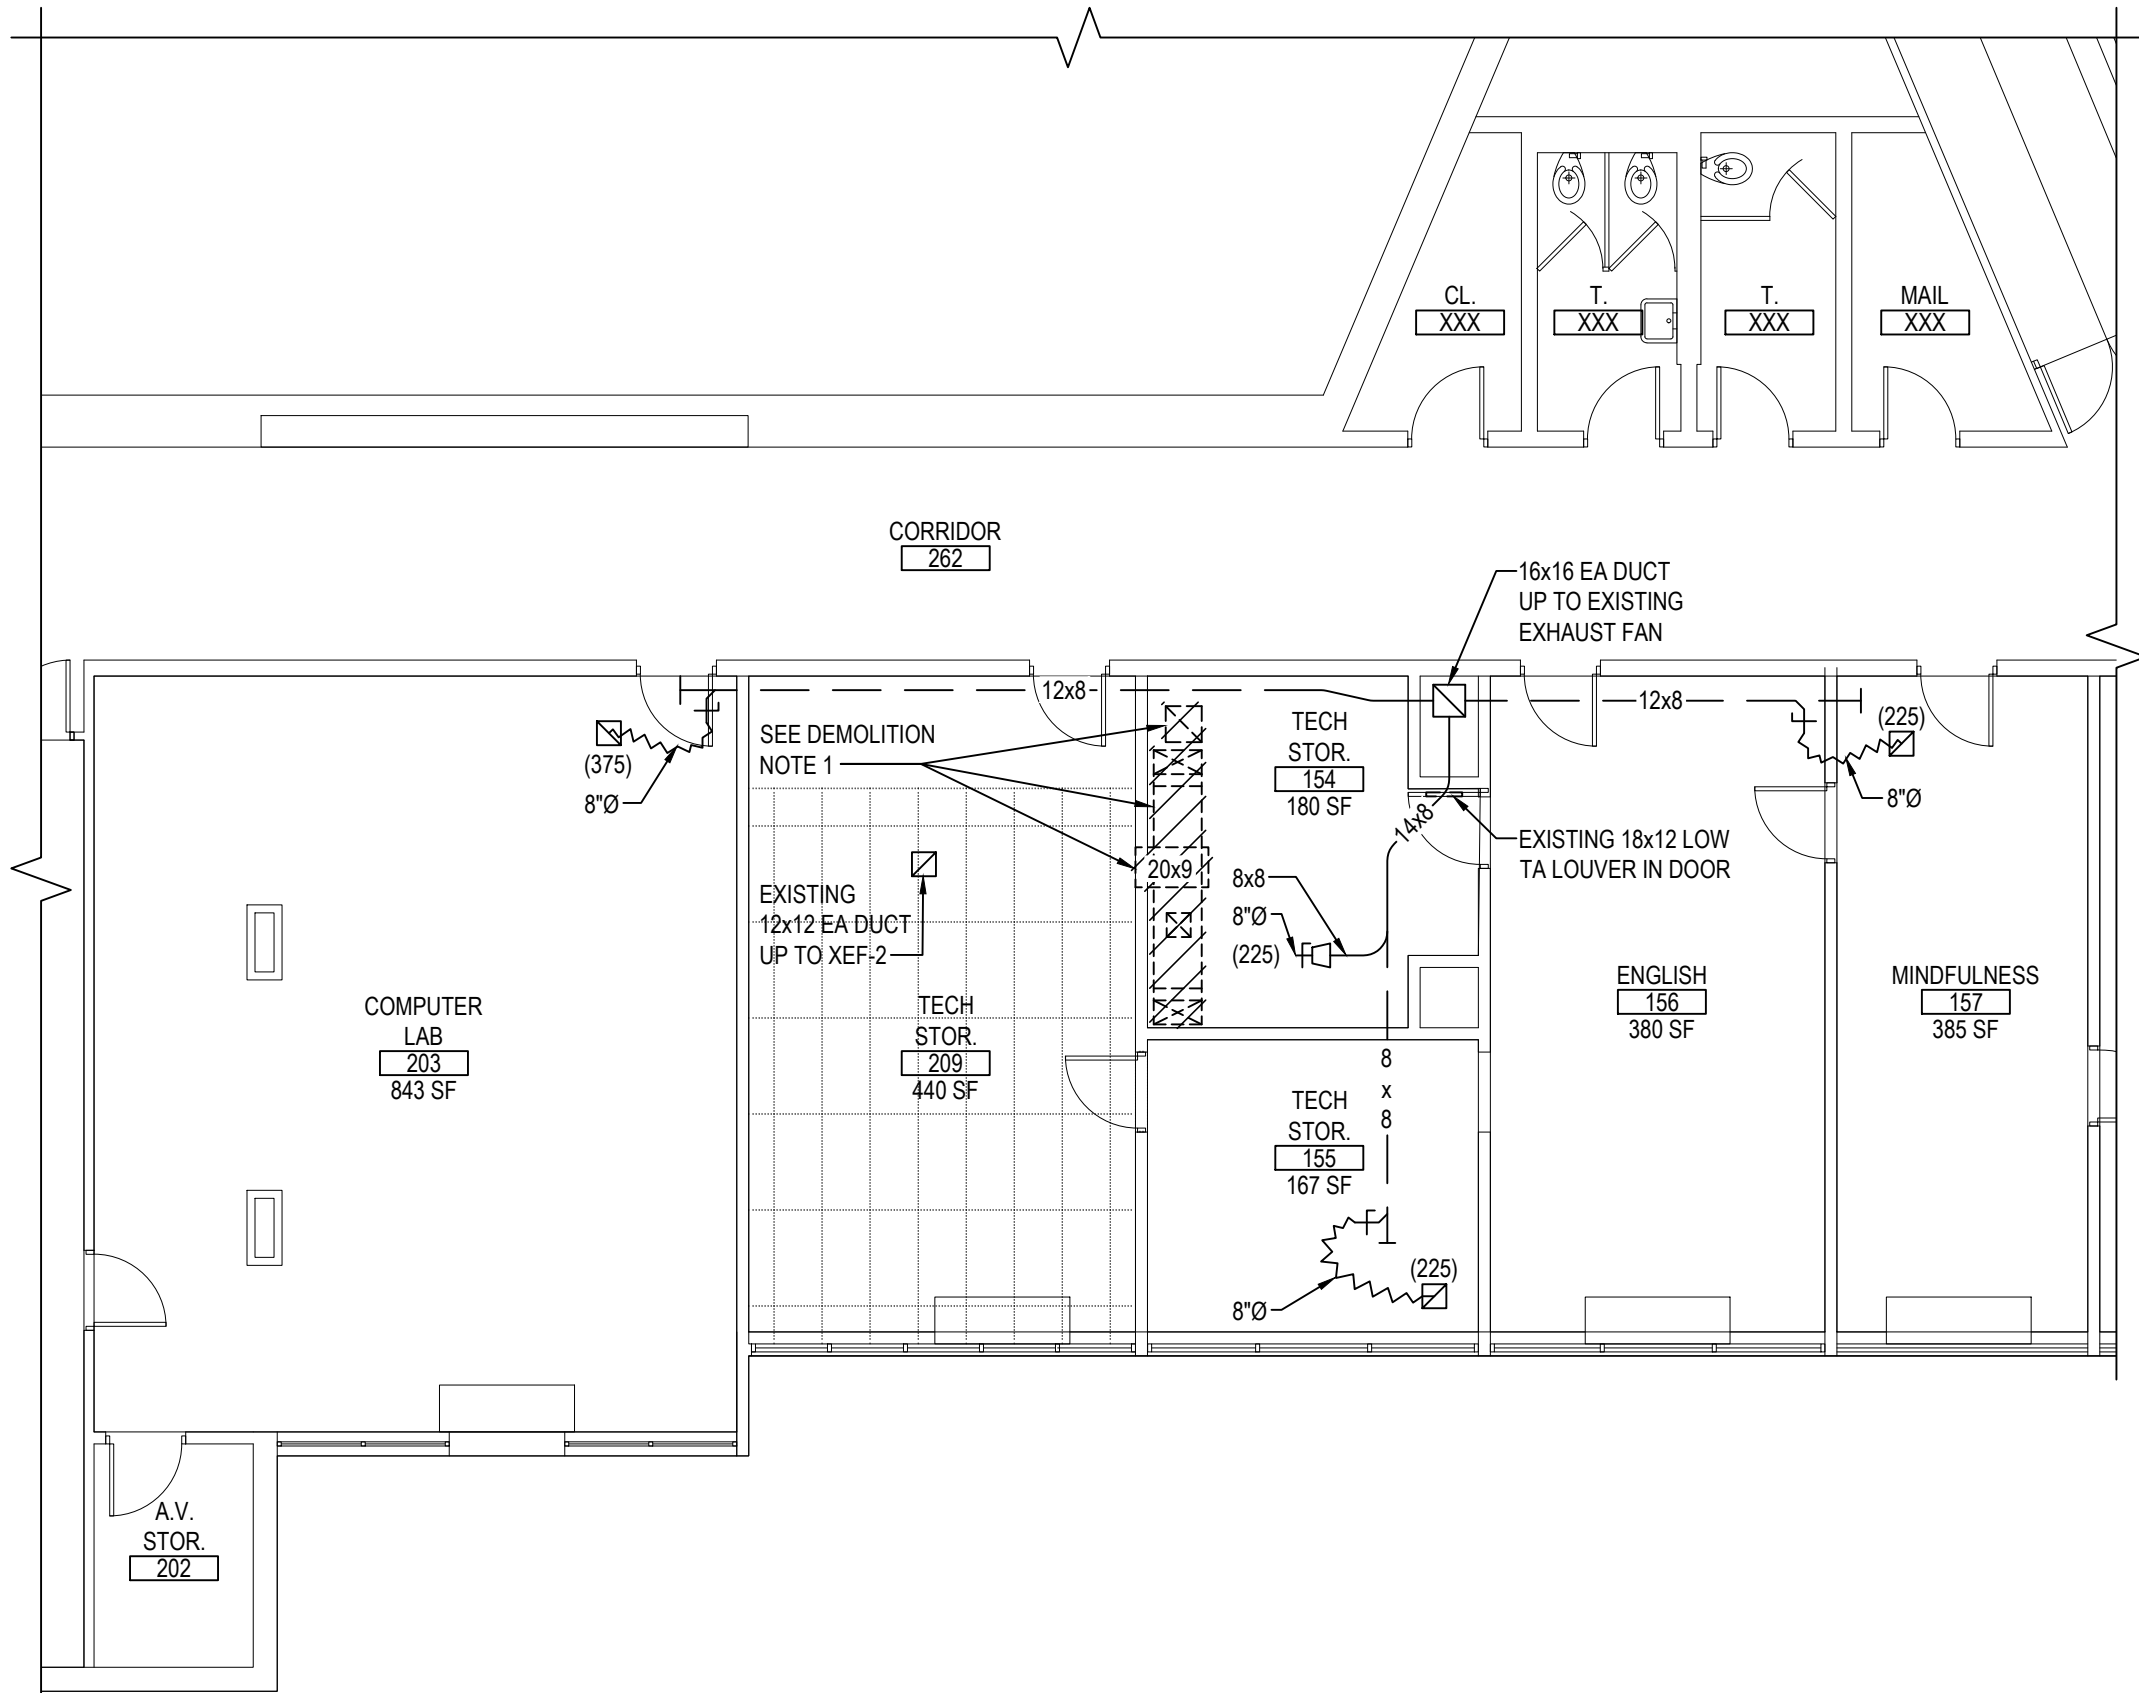 CL.
XXX
T.
XXX
T.
XXX
MAIL
XXX
CORRIDOR
262
16x16 EA DUCT
UP TO EXISTING
EXHAUST FAN
12x8
12x8
SEE DEMOLITION
NOTE 1
(375)
8"Ø
TECH
STOR.
154
180 SF
(225)
8"Ø
14x8
EXISTING 18x12 LOW
TA LOUVER IN DOOR
20x9
8x8
8"Ø
(225)
EXISTING
12x12 EA DUCT
UP TO XEF-2
COMPUTER
LAB
203
843 SF
TECH
STOR.
209
440 SF
ENGLISH
156
380 SF
MINDFULNESS
157
385 SF
8
x
8
TECH
STOR.
155
167 SF
(225)
8"Ø
A.V.
STOR.
202